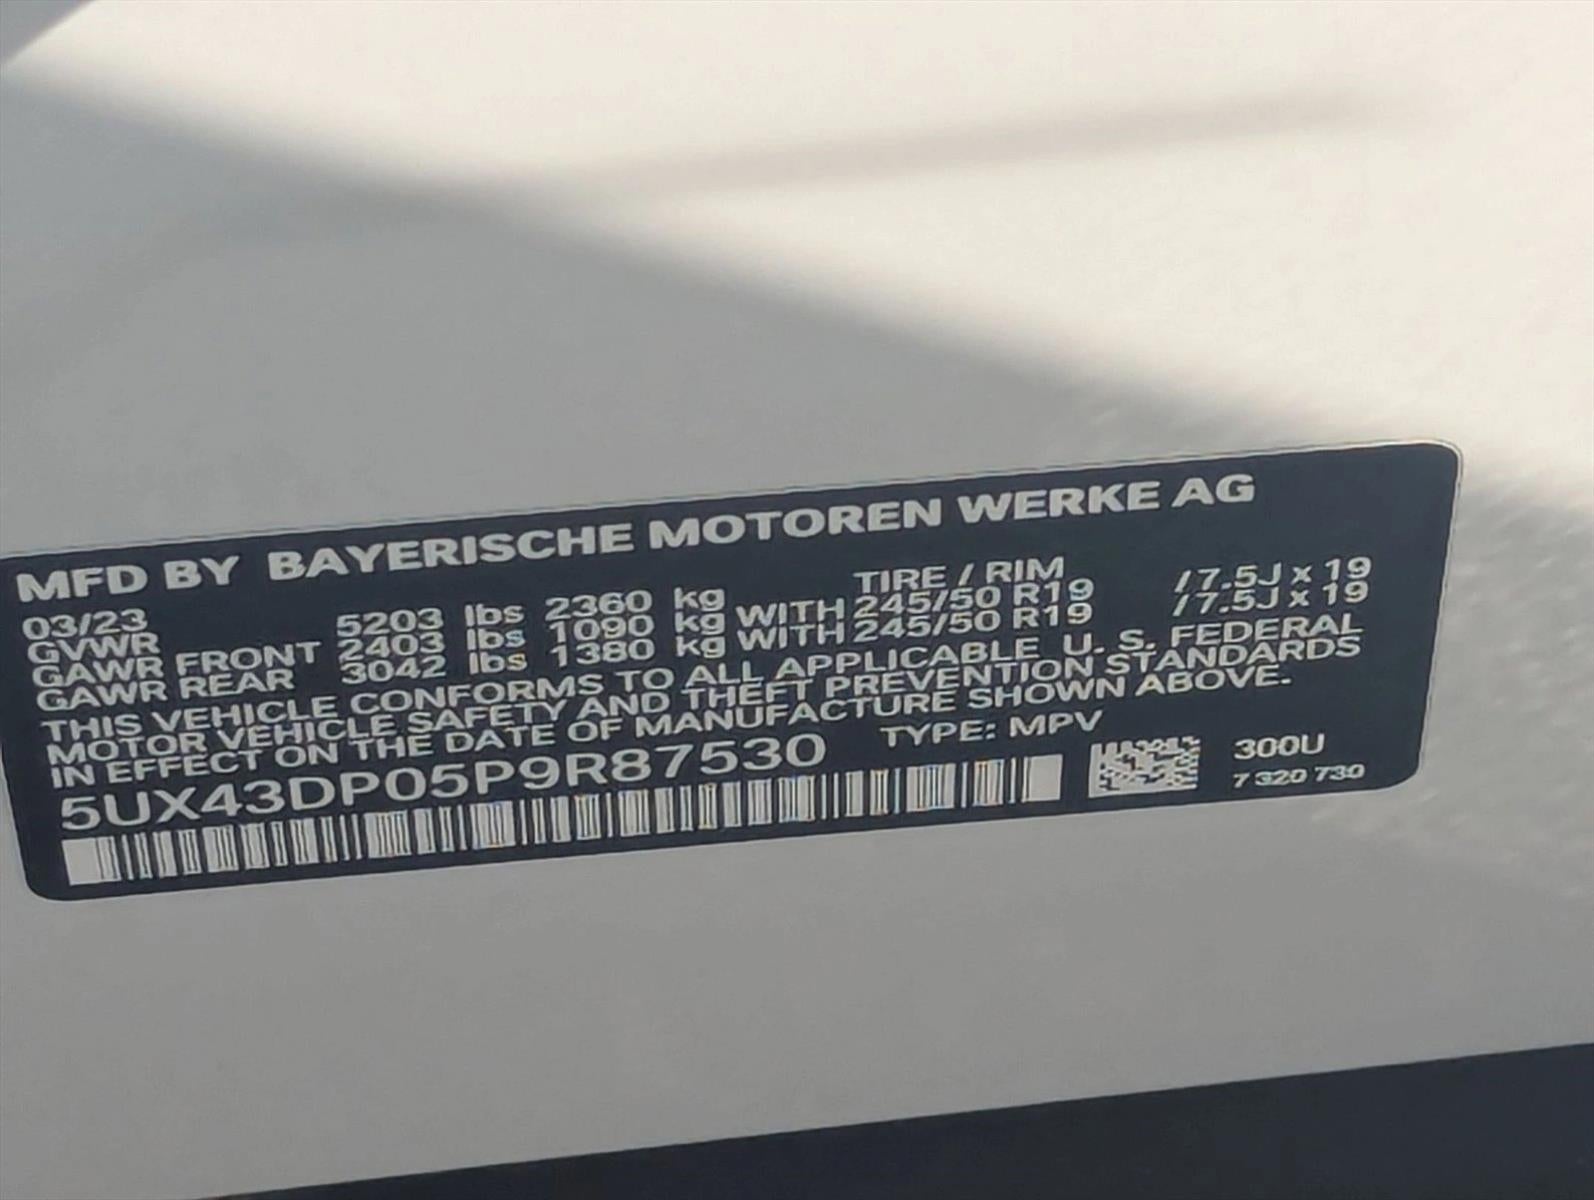 MFD BY BAYERISCHE MOTOREN WERKE AG
03/23 TIRE / RIM
GVWR 5203 lbs 2360 kg
GAWR FRONT 2403 lbs 1090 kg WITH 245/50 R19 / 7.5J x 19
GAWR REAR 3042 lbs 1380 kg WITH 245/50 R19 / 7.5J x 19
THIS VEHICLE CONFORMS TO ALL APPLICABLE U. S. FEDERAL
MOTOR VEHICLE SAFETY AND THEFT PREVENTION STANDARDS
IN EFFECT ON THE DATE OF MANUFACTURE SHOWN ABOVE.
5UX43DP05P9R87530 TYPE: MPV
300U
7 320 730